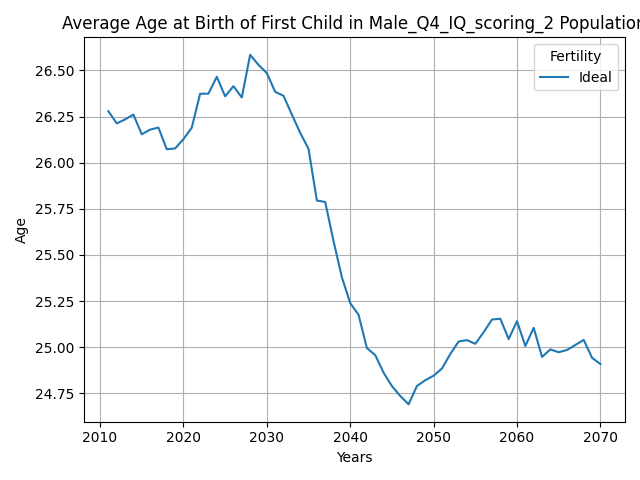 Average Age at Birth of First Child in Male_Q4_IQ_scoring_2 Population
Fertility
Ideal
26.50
26.25
26.00
25.75
25.50
25.25
25.00
24.75
Age
2010 2020 2030 2040 2050 2060 2070
Years